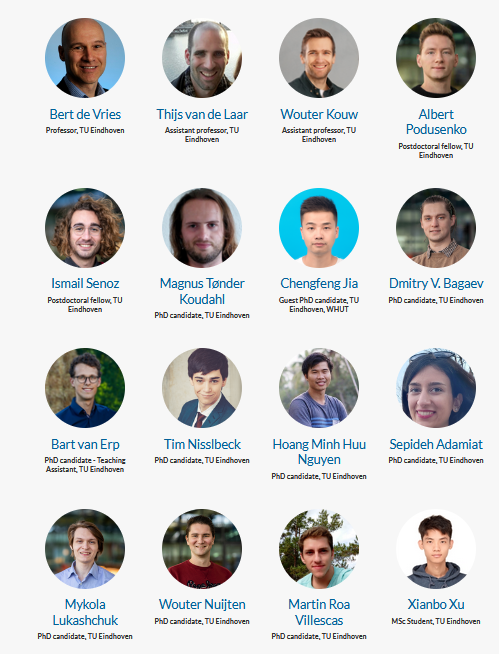 Bert de Vries
Professor, TU Eindhoven
Thijs van de Laar
Assistant professor, TU
Eindhoven
Wouter Kouw
Assistant professor, TU
Eindhoven
Albert
Podusenko
Postdoctoral fellow, TU
Eindhoven
Ismail Senoz
Postdoctoral fellow, TU
Eindhoven
Magnus Tønder
Koudahl
PhD candidate, TU Eindhoven
Chengfeng Jia
Guest PhD candidate, TU
Eindhoven, WHUT
Dmitry V. Bagaev
PhD candidate, TU Eindhoven
Bart van Erp
PhD candidate - Teaching
Assistant, TU Eindhoven
Tim Nisslbeck
PhD candidate, TU Eindhoven
Hoang Minh Huu
Nguyen
PhD candidate, TU Eindhoven
Sepideh Adamiat
PhD candidate, TU Eindhoven
Mykola
Lukashchuk
PhD candidate, TU Eindhoven
Wouter Nuijten
PhD candidate, TU Eindhoven
Martin Roa
Villescas
PhD candidate, TU Eindhoven
Xianbo Xu
MSc Student, TU Eindhoven